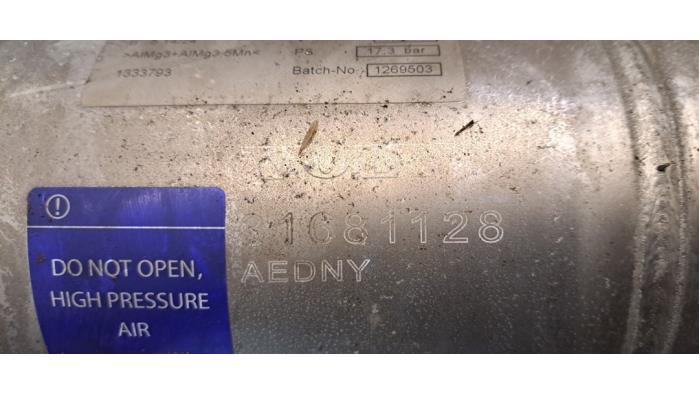 >AlMg3+AlMg3.5Mn<
PS 17.3 bar
1333793
Batch-No. 1269503
31681128
AEDNY
!
DO NOT OPEN,
HIGH PRESSURE
AIR